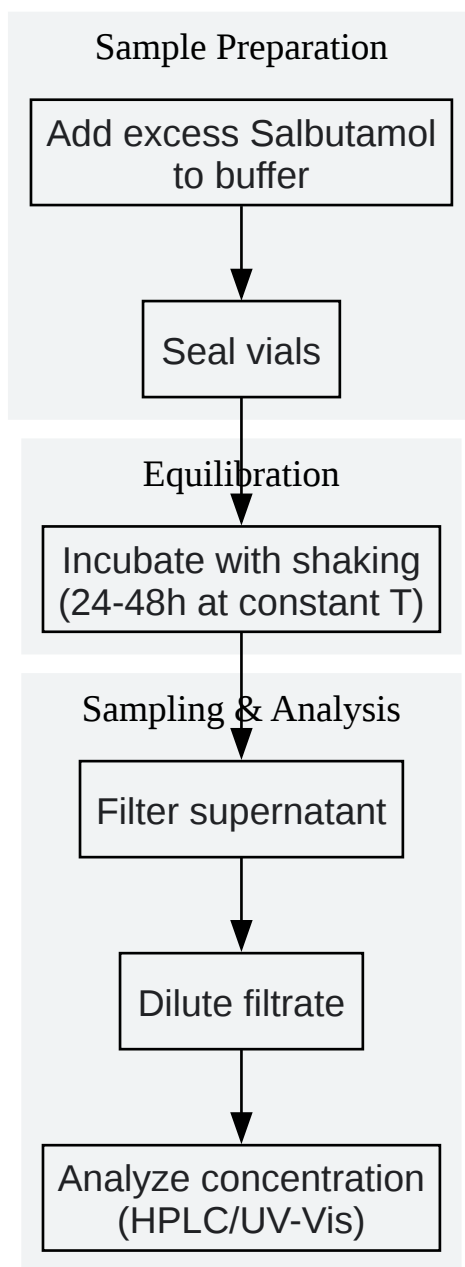 Sample Preparation
Add excess Salbutamol
to buffer
Seal vials
Equilibration
Incubate with shaking
(24-48h at constant T)
Sampling & Analysis
Filter supernatant
Dilute filtrate
Analyze concentration
(HPLC/UV-Vis)